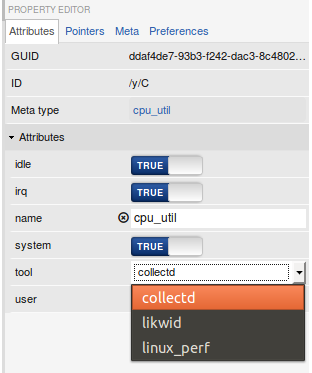 PROPERTY EDITOR
Attributes Pointers Meta Preferences
GUID ddaf4de7-93b3-f242-dac3-8c4802...
ID /y/C
Meta type cpu_util
Attributes
idle TRUE
irq TRUE
name cpu_util
system TRUE
tool collectd
user collectd
likwid
linux_perf